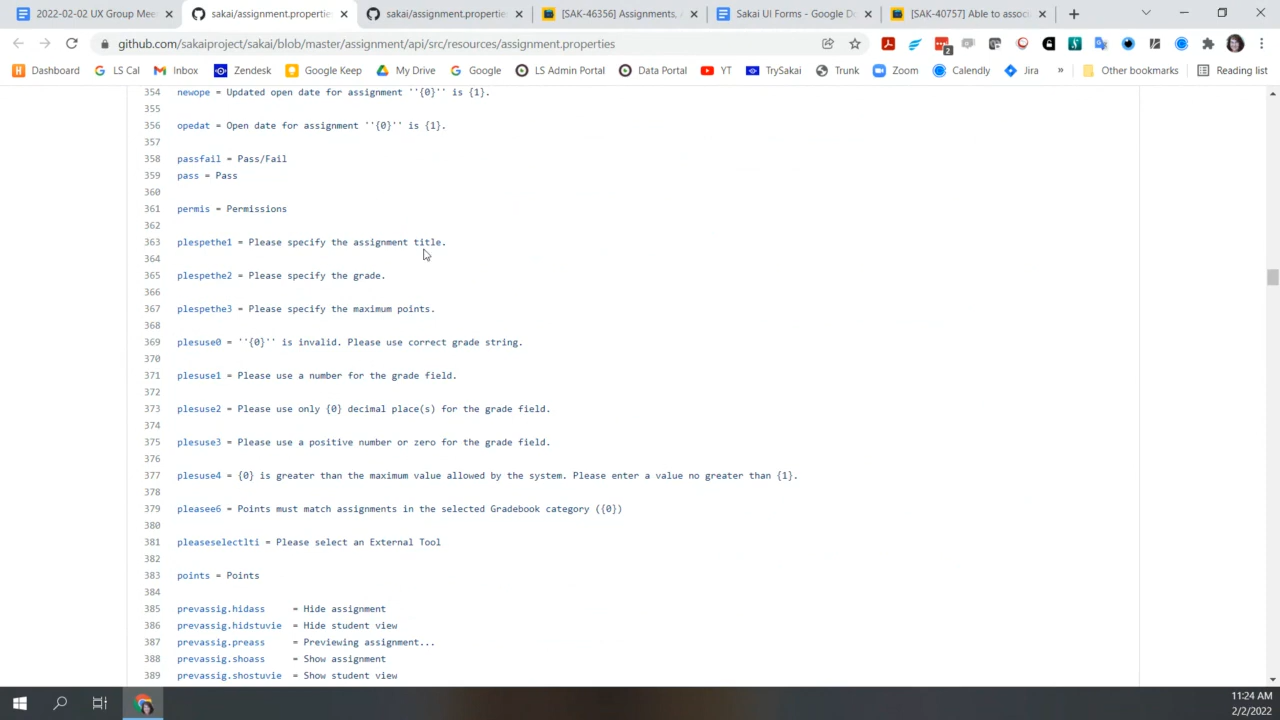 2022-02-02 UX Group Mee
sakai/assignment.propertie
sakai/assignment.propertie
[SAK-46356] Assignments, A
Sakai UI Forms - Google Do
[SAK-40757] Able to assoc
github.com/sakaiproject/sakai/blob/master/assignment/api/src/resources/assignment.properties
Dashboard
LS Cal
Inbox
Zendesk
Google Keep
My Drive
Google
LS Admin Portal
Data Portal
YT
TrySakai
Trunk
Zoom
Calendly
Jira
»
Other bookmarks
Reading list
354 newope = Updated open date for assignment ''{0}'' is {1}.
355
356 opedat = Open date for assignment ''{0}'' is {1}.
357
358 passfail = Pass/Fail
359 pass = Pass
360
361 permis = Permissions
362
363 plespethe1 = Please specify the assignment title.
364
365 plespethe2 = Please specify the grade.
366
367 plespethe3 = Please specify the maximum points.
368
369 plesuse0 = ''{0}'' is invalid. Please use correct grade string.
370
371 plesuse1 = Please use a number for the grade field.
372
373 plesuse2 = Please use only {0} decimal place(s) for the grade field.
374
375 plesuse3 = Please use a positive number or zero for the grade field.
376
377 plesuse4 = {0} is greater than the maximum value allowed by the system. Please enter a value no greater than {1}.
378
379 pleasee6 = Points must match assignments in the selected Gradebook category ({0})
380
381 pleaseselectlti = Please select an External Tool
382
383 points = Points
384
385 prevassig.hidass = Hide assignment
386 prevassig.hidstuvie = Hide student view
387 prevassig.preass = Previewing assignment...
388 prevassig.shoass = Show assignment
389 prevassig.shostuvie = Show student view
11:24 AM
2/2/2022